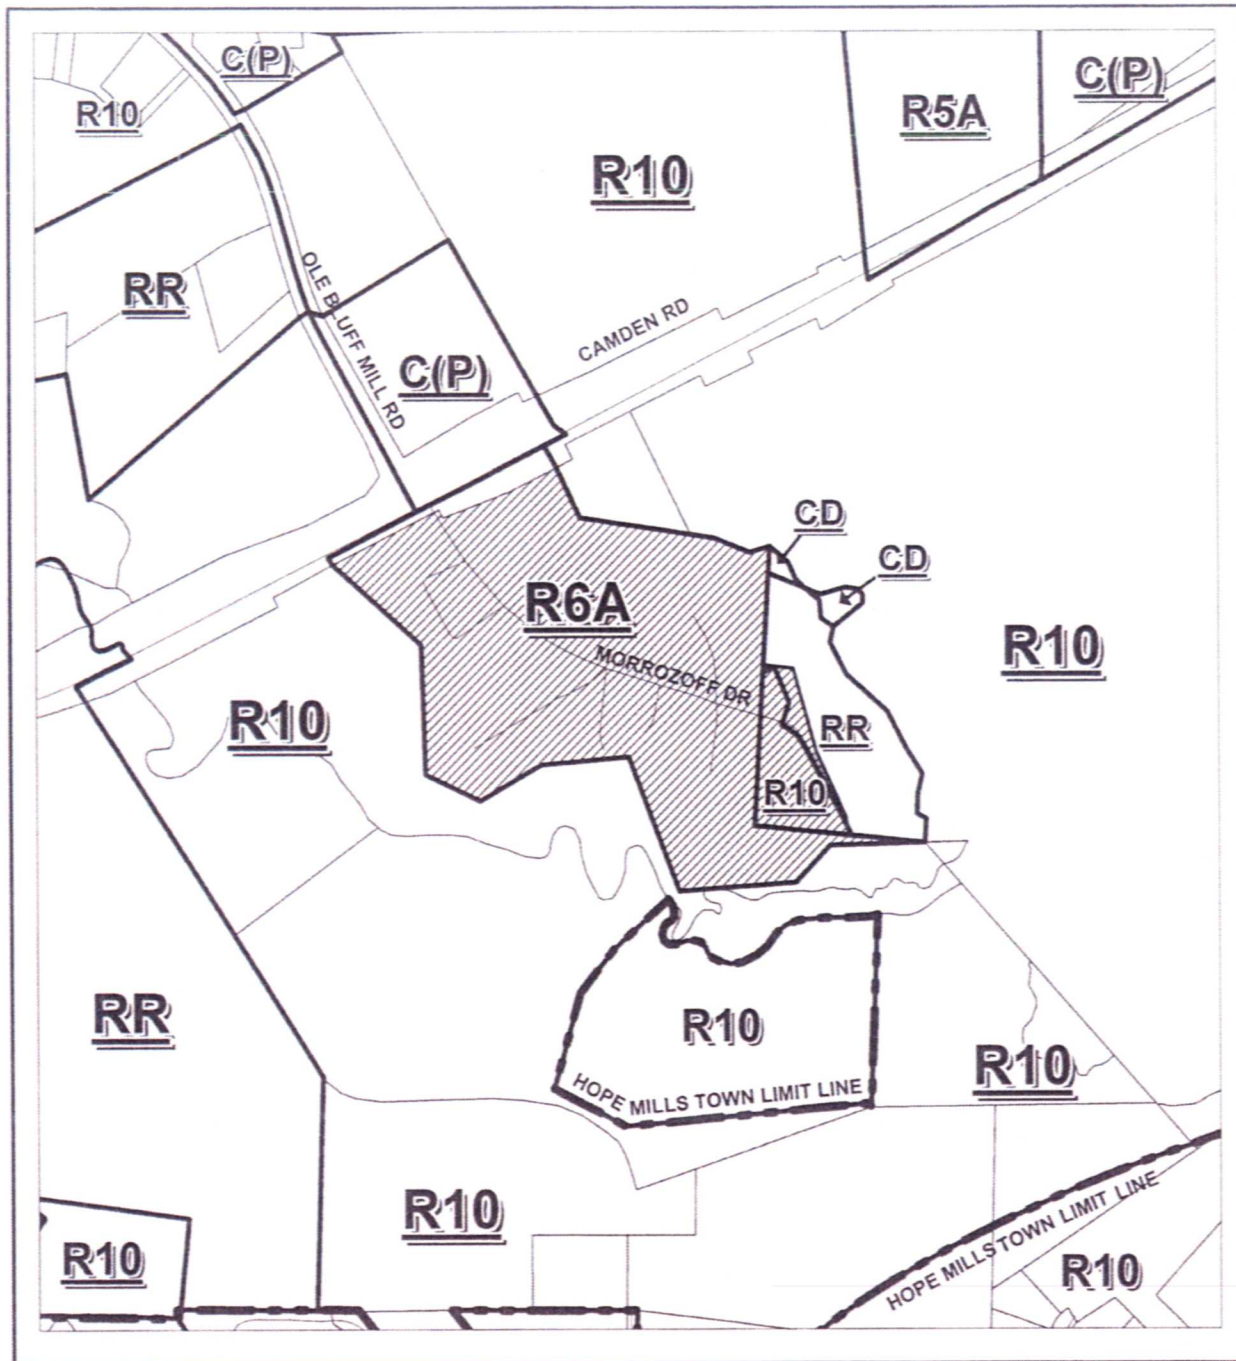 C(P)
C(P)
R10
R5A
R10
RR
OLE BLUFF MILL RD
CAMDEN RD
C(P)
CD
CD
R6A
R10
MORROZOFF DR
R10
RR
R10
RR
R10
R10
HOPE MILLS TOWN LIMIT LINE
R10
HOPE MILLS TOWN LIMIT LINE
R10
R10